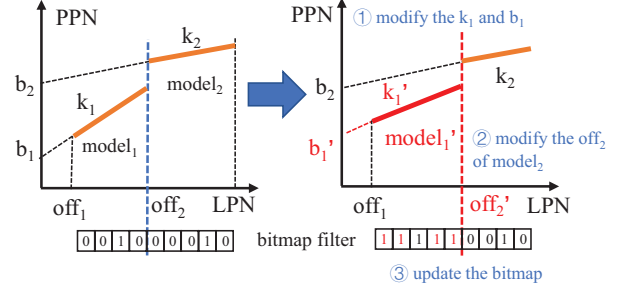 PPN
k₂
b₂
k₁
model₂
b₁
model₁
off₁
off₂
LPN
0 0 1 0 0 0 0 1 0
bitmap filter
① modify the k₁ and b₁
PPN
b₂
k₂
k₁'
b₁'
model₁'
② modify the off₂
of model₂
off₁
off₂'
LPN
1 1 1 1 1 0 0 1 0
③ update the bitmap